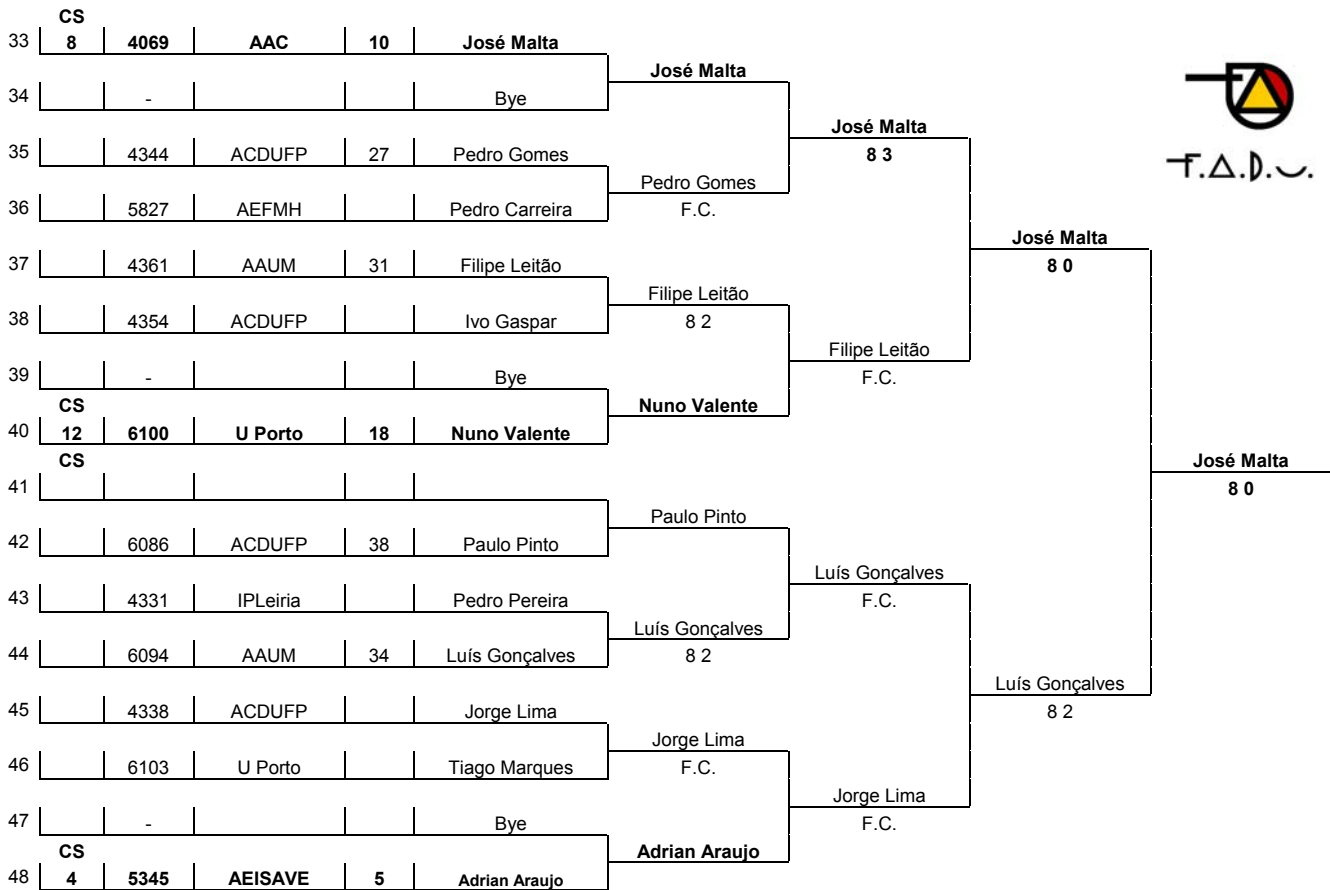 CS
33 8 4069 AAC 10 José Malta
José Malta
34 - Bye
José Malta
8 3
35 4344 ACDUFP 27 Pedro Gomes
Pedro Gomes
F.C.
36 5827 AEFMH Pedro Carreira
José Malta
8 0
37 4361 AAUM 31 Filipe Leitão
Filipe Leitão
8 2
38 4354 ACDUFP Ivo Gaspar
Filipe Leitão
F.C.
39 - Bye
CS
Nuno Valente
40 12 6100 U Porto 18 Nuno Valente
CS
José Malta
8 0
41
Paulo Pinto
42 6086 ACDUFP 38 Paulo Pinto
Luís Gonçalves
F.C.
43 4331 IPLeiria Pedro Pereira
Luís Gonçalves
8 2
44 6094 AAUM 34 Luís Gonçalves
Luís Gonçalves
8 2
45 4338 ACDUFP Jorge Lima
Jorge Lima
F.C.
46 6103 U Porto Tiago Marques
Jorge Lima
F.C.
47 - Bye
CS
Adrian Araujo
48 4 5345 AEISAVE 5 Adrian Araujo
F.A.D.U.